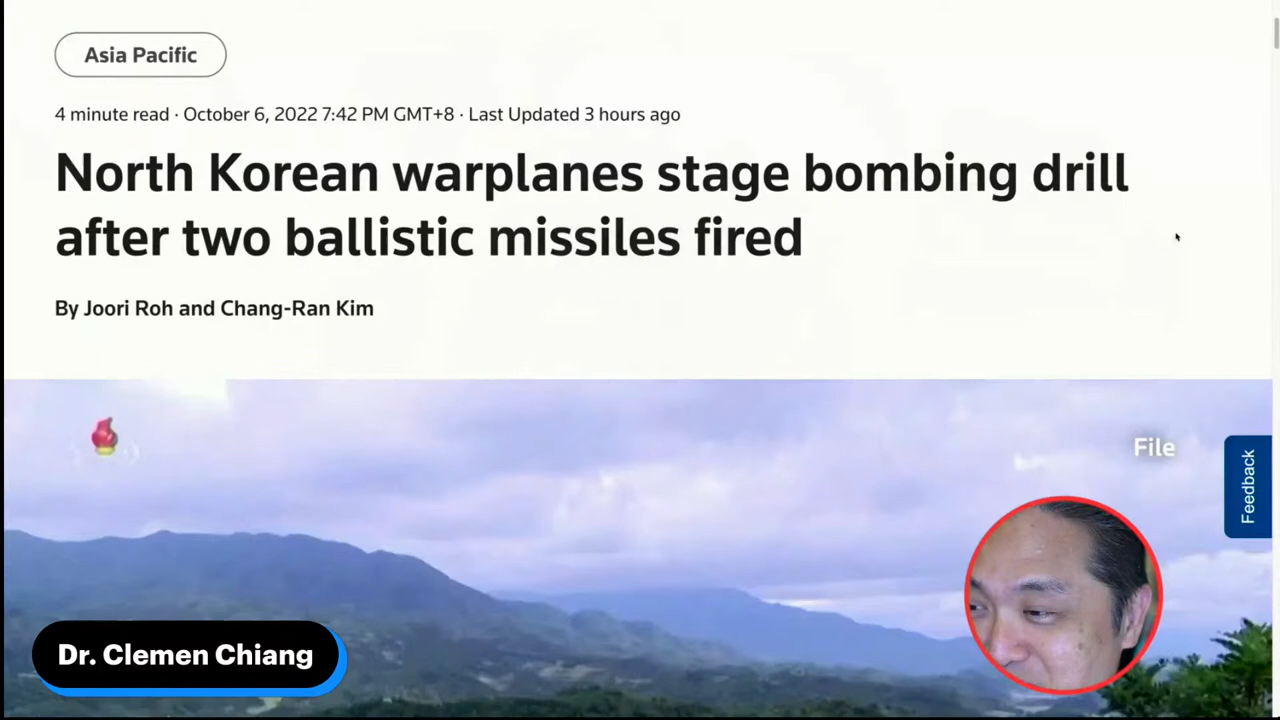 Asia Pacific
4 minute read · October 6, 2022 7:42 PM GMT+8 · Last Updated 3 hours ago
North Korean warplanes stage bombing drill
after two ballistic missiles fired
By Joori Roh and Chang-Ran Kim
File
Feedback
Dr. Clemen Chiang